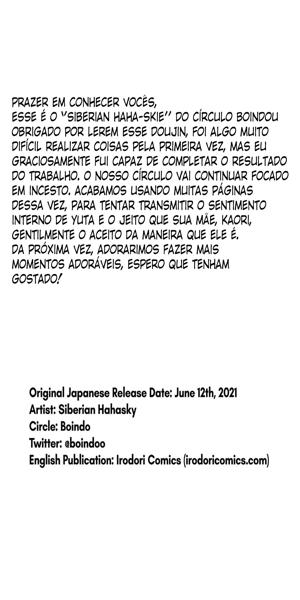 PRAZER EM CONHECER VOCÊS,
ESSE É O "SIBERIAN HAHA-SKIE" DO CÍRCULO BOINDOU
OBRIGADO POR LEREM ESSE DOUJIN, FOI ALGO MUITO
DIFÍCIL REALIZAR COISAS PELA PRIMEIRA VEZ, MAS EU
GRACIOSAMENTE FUI CAPAZ DE COMPLETAR O RESULTADO
DO TRABALHO. O NOSSO CÍRCULO VAI CONTINUAR FOCADO
EM INCESTO. ACABAMOS USANDO MUITAS PÁGINAS
DESSA VEZ, PARA TENTAR TRANSMITIR O SENTIMENTO
INTERNO DE YUTA E O JEITO QUE SUA MÃE, KAORI,
GENTILMENTE O ACEITO DA MANEIRA QUE ELE É.
DA PRÓXIMA VEZ, ADORARIMOS FAZER MAIS
MOMENTOS ADORÁVEIS, ESPERO QUE TENHAM
GOSTADO!
Original Japanese Release Date: June 12th, 2021
Artist: Siberian Hahasky
Circle: Boindo
Twitter: @boindoo
English Publication: Irodori Comics (irodoricomics.com)